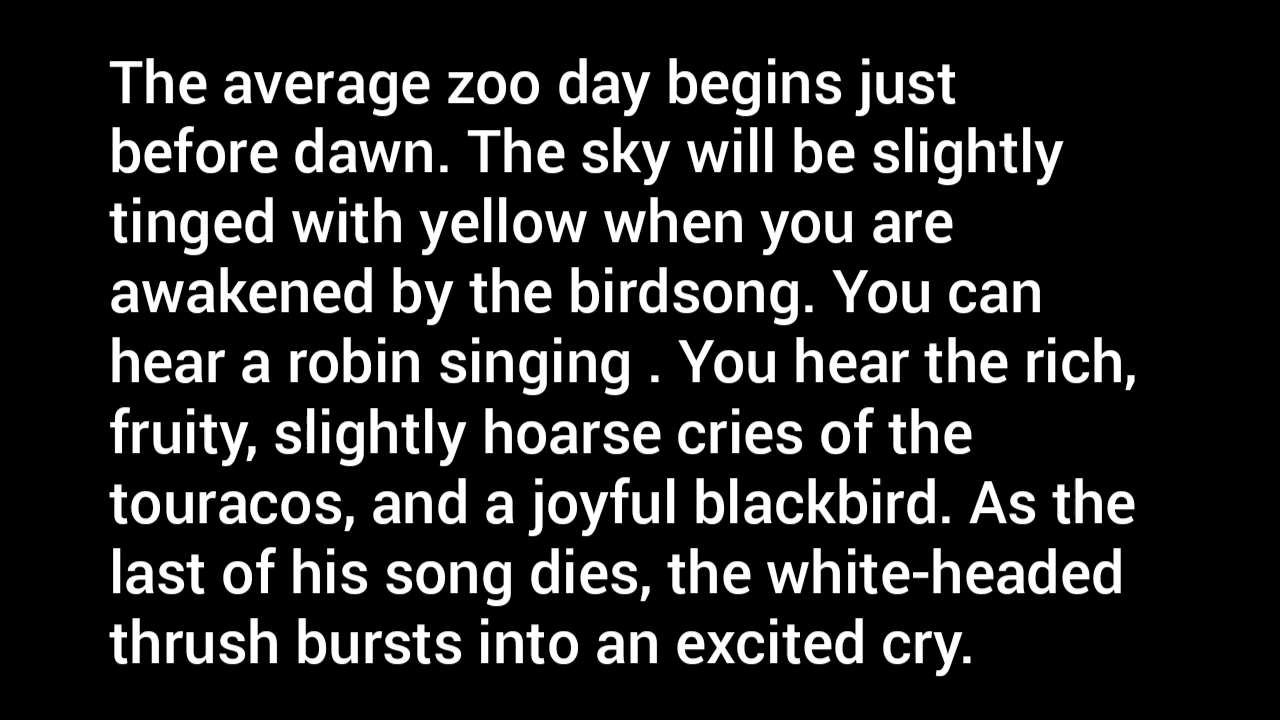 The average zoo day begins just
before dawn. The sky will be slightly
tinged with yellow when you are
awakened by the birdsong. You can
hear a robin singing . You hear the rich,
fruity, slightly hoarse cries of the
touracos, and a joyful blackbird. As the
last of his song dies, the white-headed
thrush bursts into an excited cry.